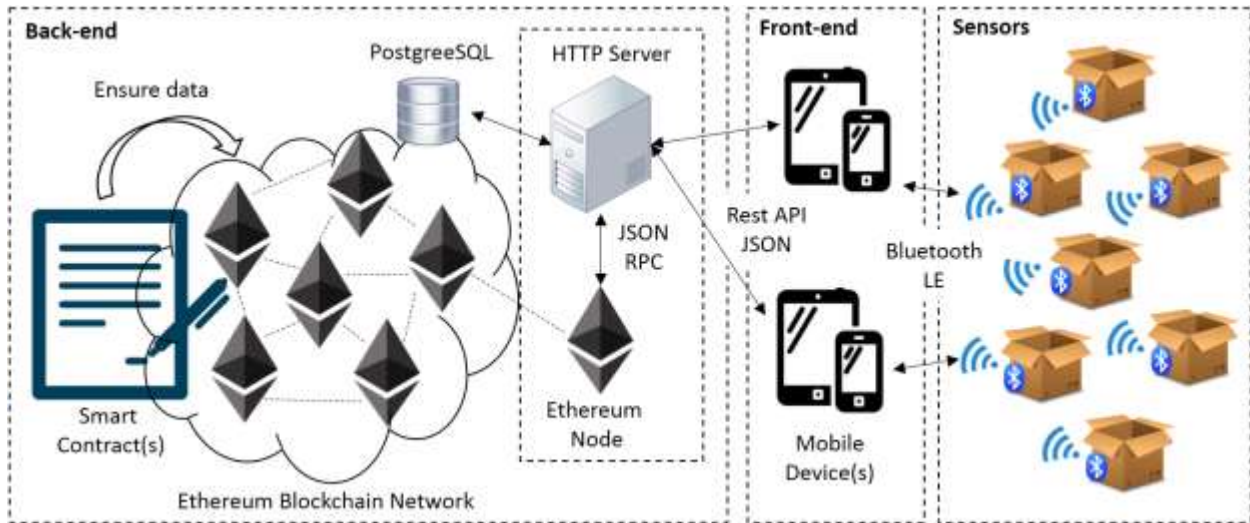 Back-end
Ensure data
PostgreeSQL
HTTP Server
JSON
RPC
Smart
Contract(s)
Ethereum
Node
Ethereum Blockchain Network
Front-end
Rest API
JSON
Mobile
Device(s)
Bluetooth
LE
Sensors